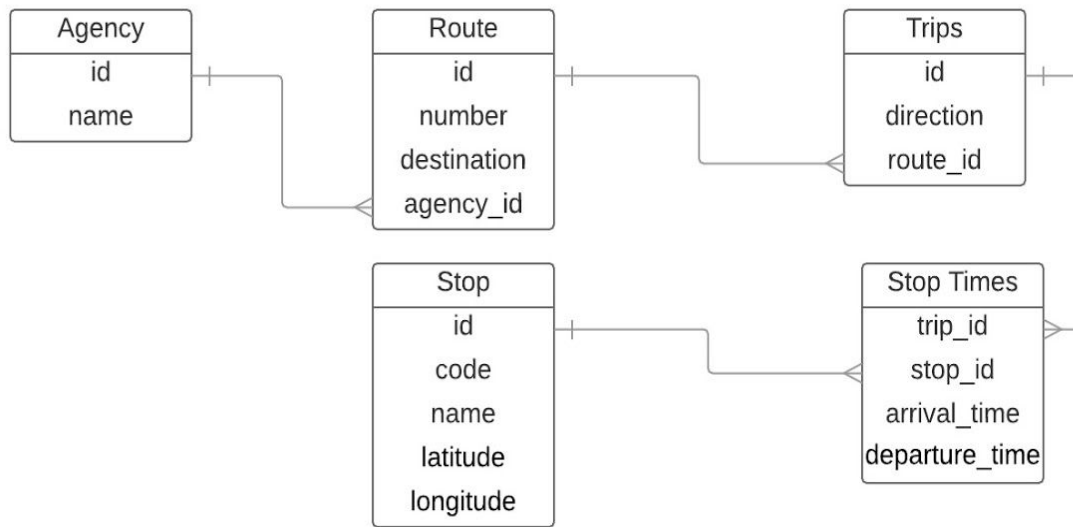 Agency
id
name
Route
id
number
destination
agency_id
Trips
id
direction
route_id
Stop
id
code
name
latitude
longitude
Stop Times
trip_id
stop_id
arrival_time
departure_time